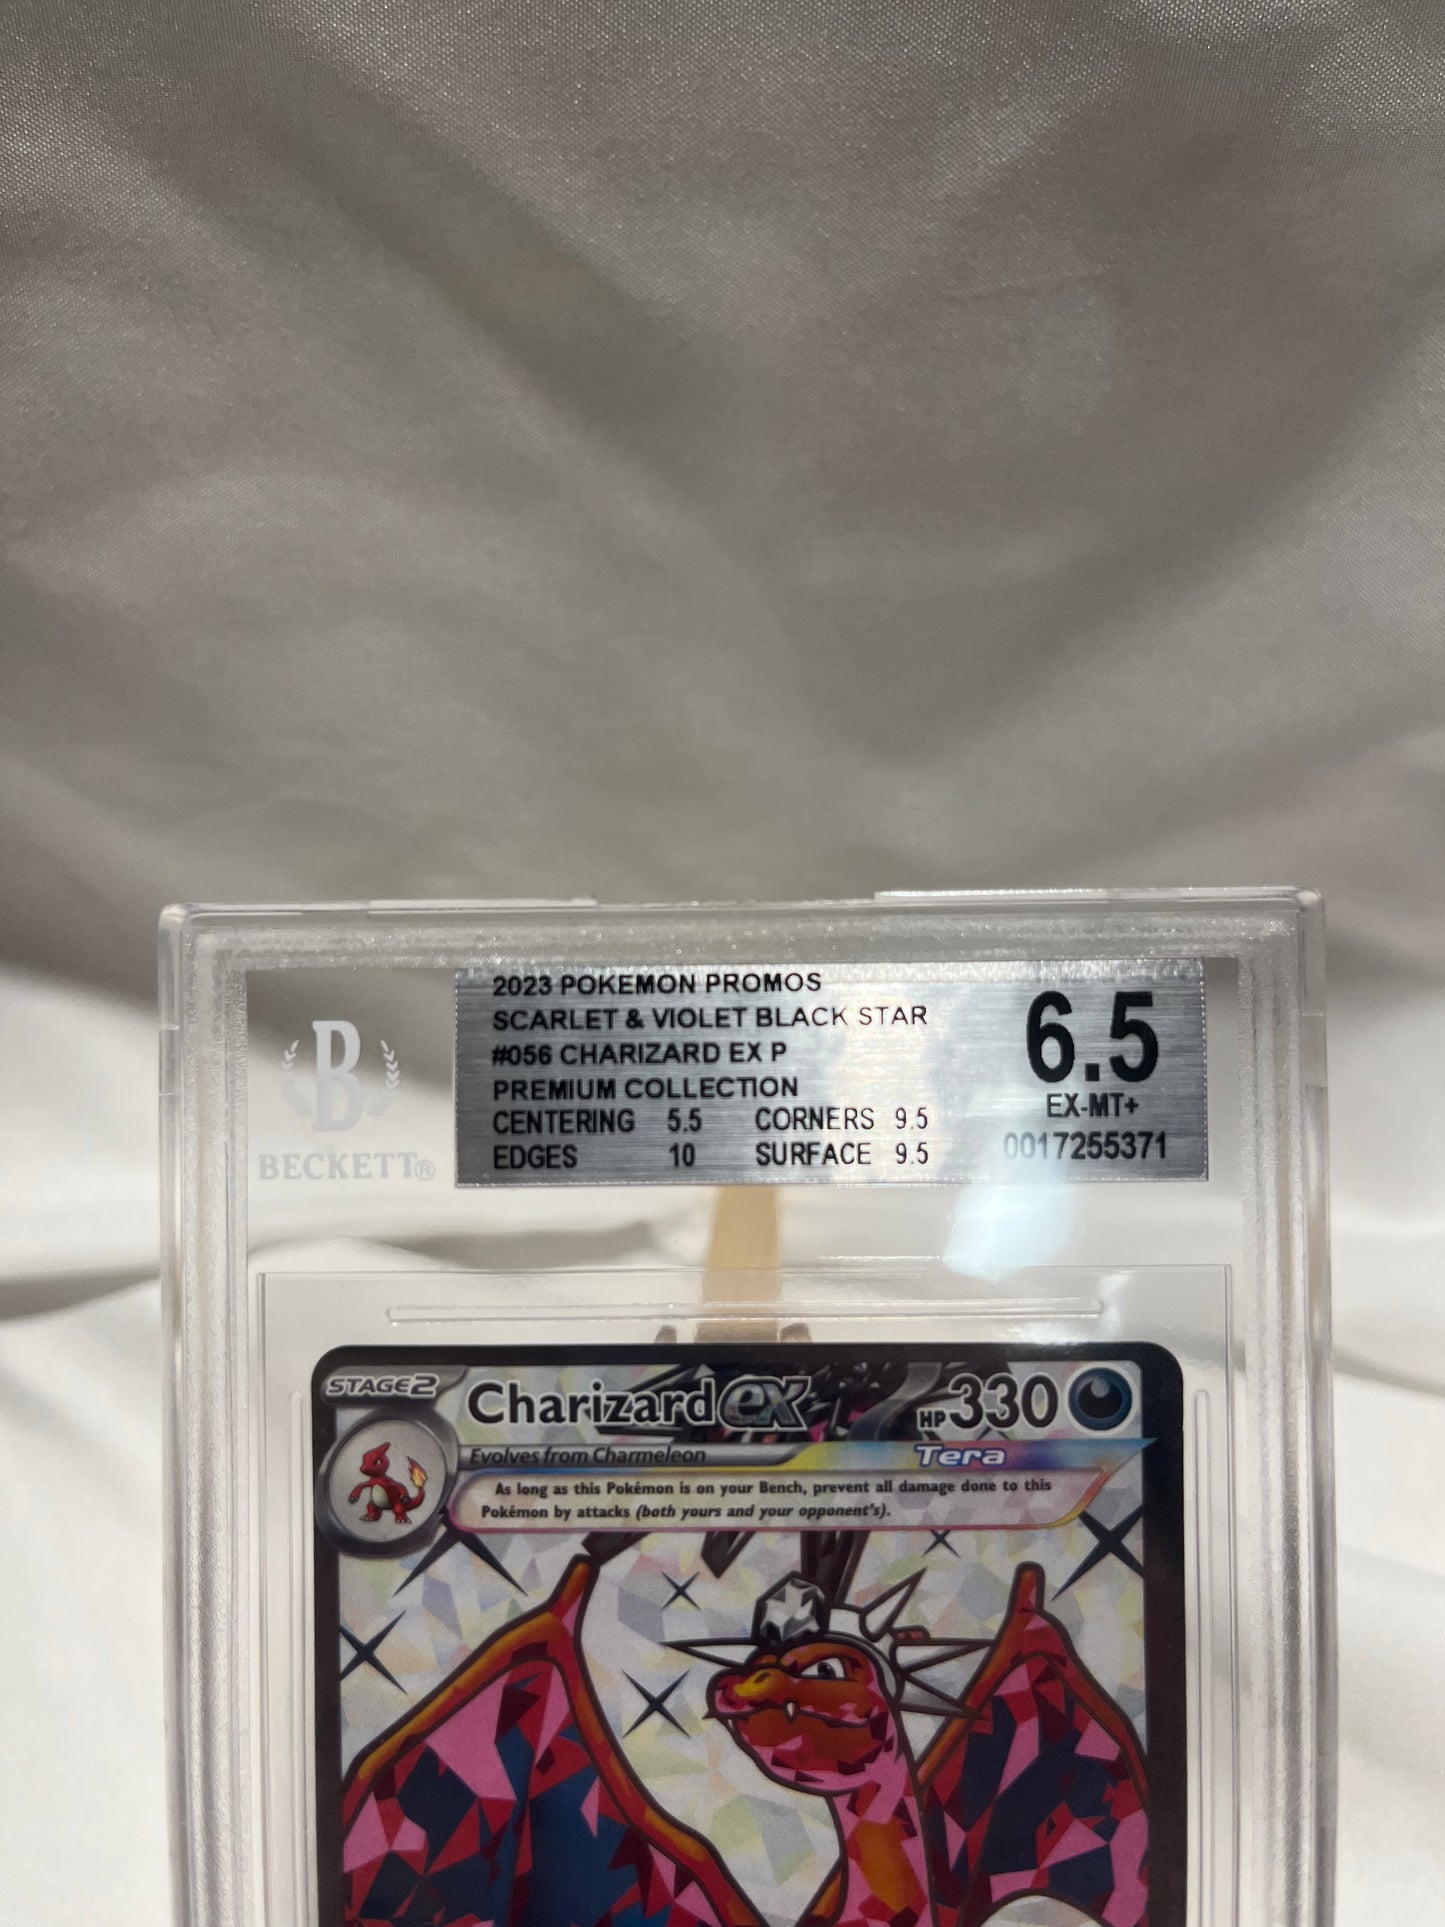 2023 POKEMON PROMOS
SCARLET & VIOLET BLACK STAR
#056 CHARIZARD EX P
PREMIUM COLLECTION
CENTERING 5.5 CORNERS 9.5
EDGES 10 SURFACE 9.5
6.5
EX-MT+
0017255371
B
BECKETT®
STAGE2 Charizard ex HP 330
Evolves from Charmeleon Tera
As long as this Pokémon is on your Bench, prevent all damage done to this
Pokémon by attacks (both yours and your opponent's).